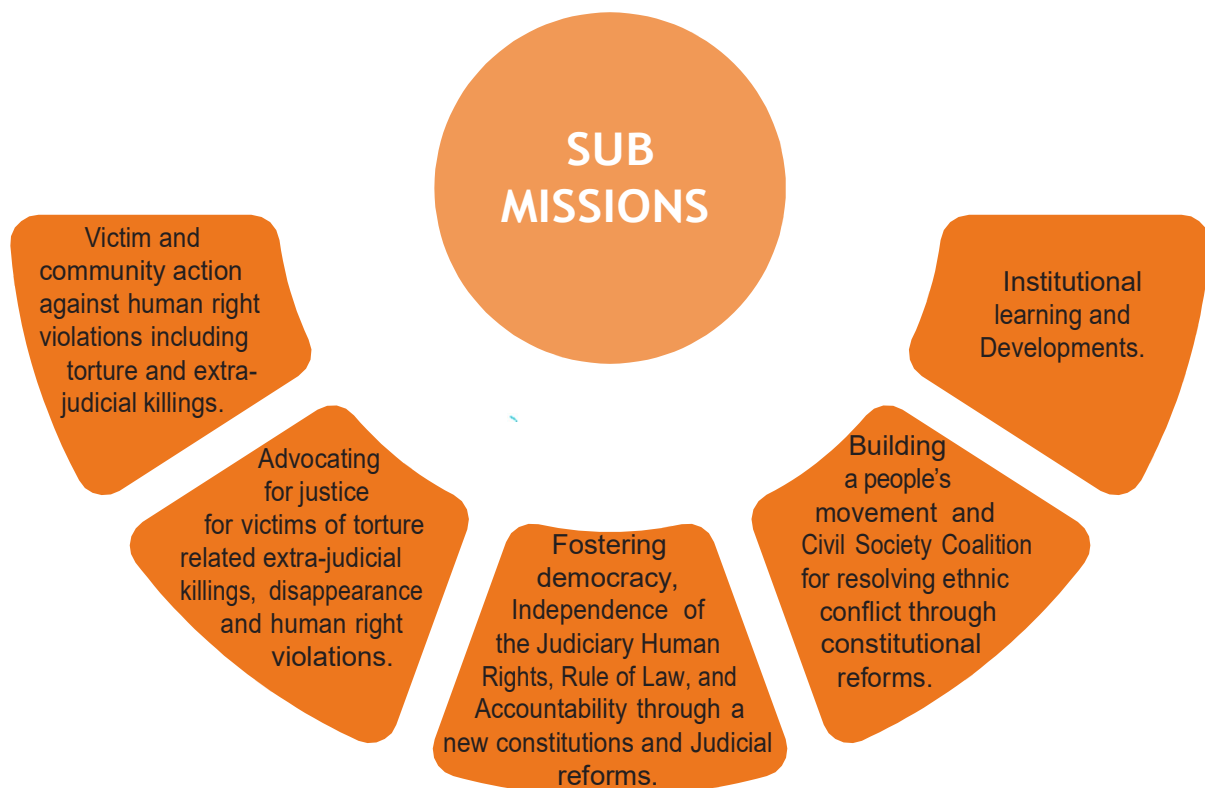 SUB
MISSIONS
Victim and
community action
against human right
violations including
torture and extra-
judicial killings.
Advocating
for justice
for victims of torture
related extra-judicial
killings, disappearance
and human right
violations.
Fostering
democracy,
Independence of
the Judiciary Human
Rights, Rule of Law, and
Accountability through a
new constitutions and Judicial
reforms.
Building
a people’s
movement and
Civil Society Coalition
for resolving ethnic
conflict through
constitutional
reforms.
Institutional
learning and
Developments.